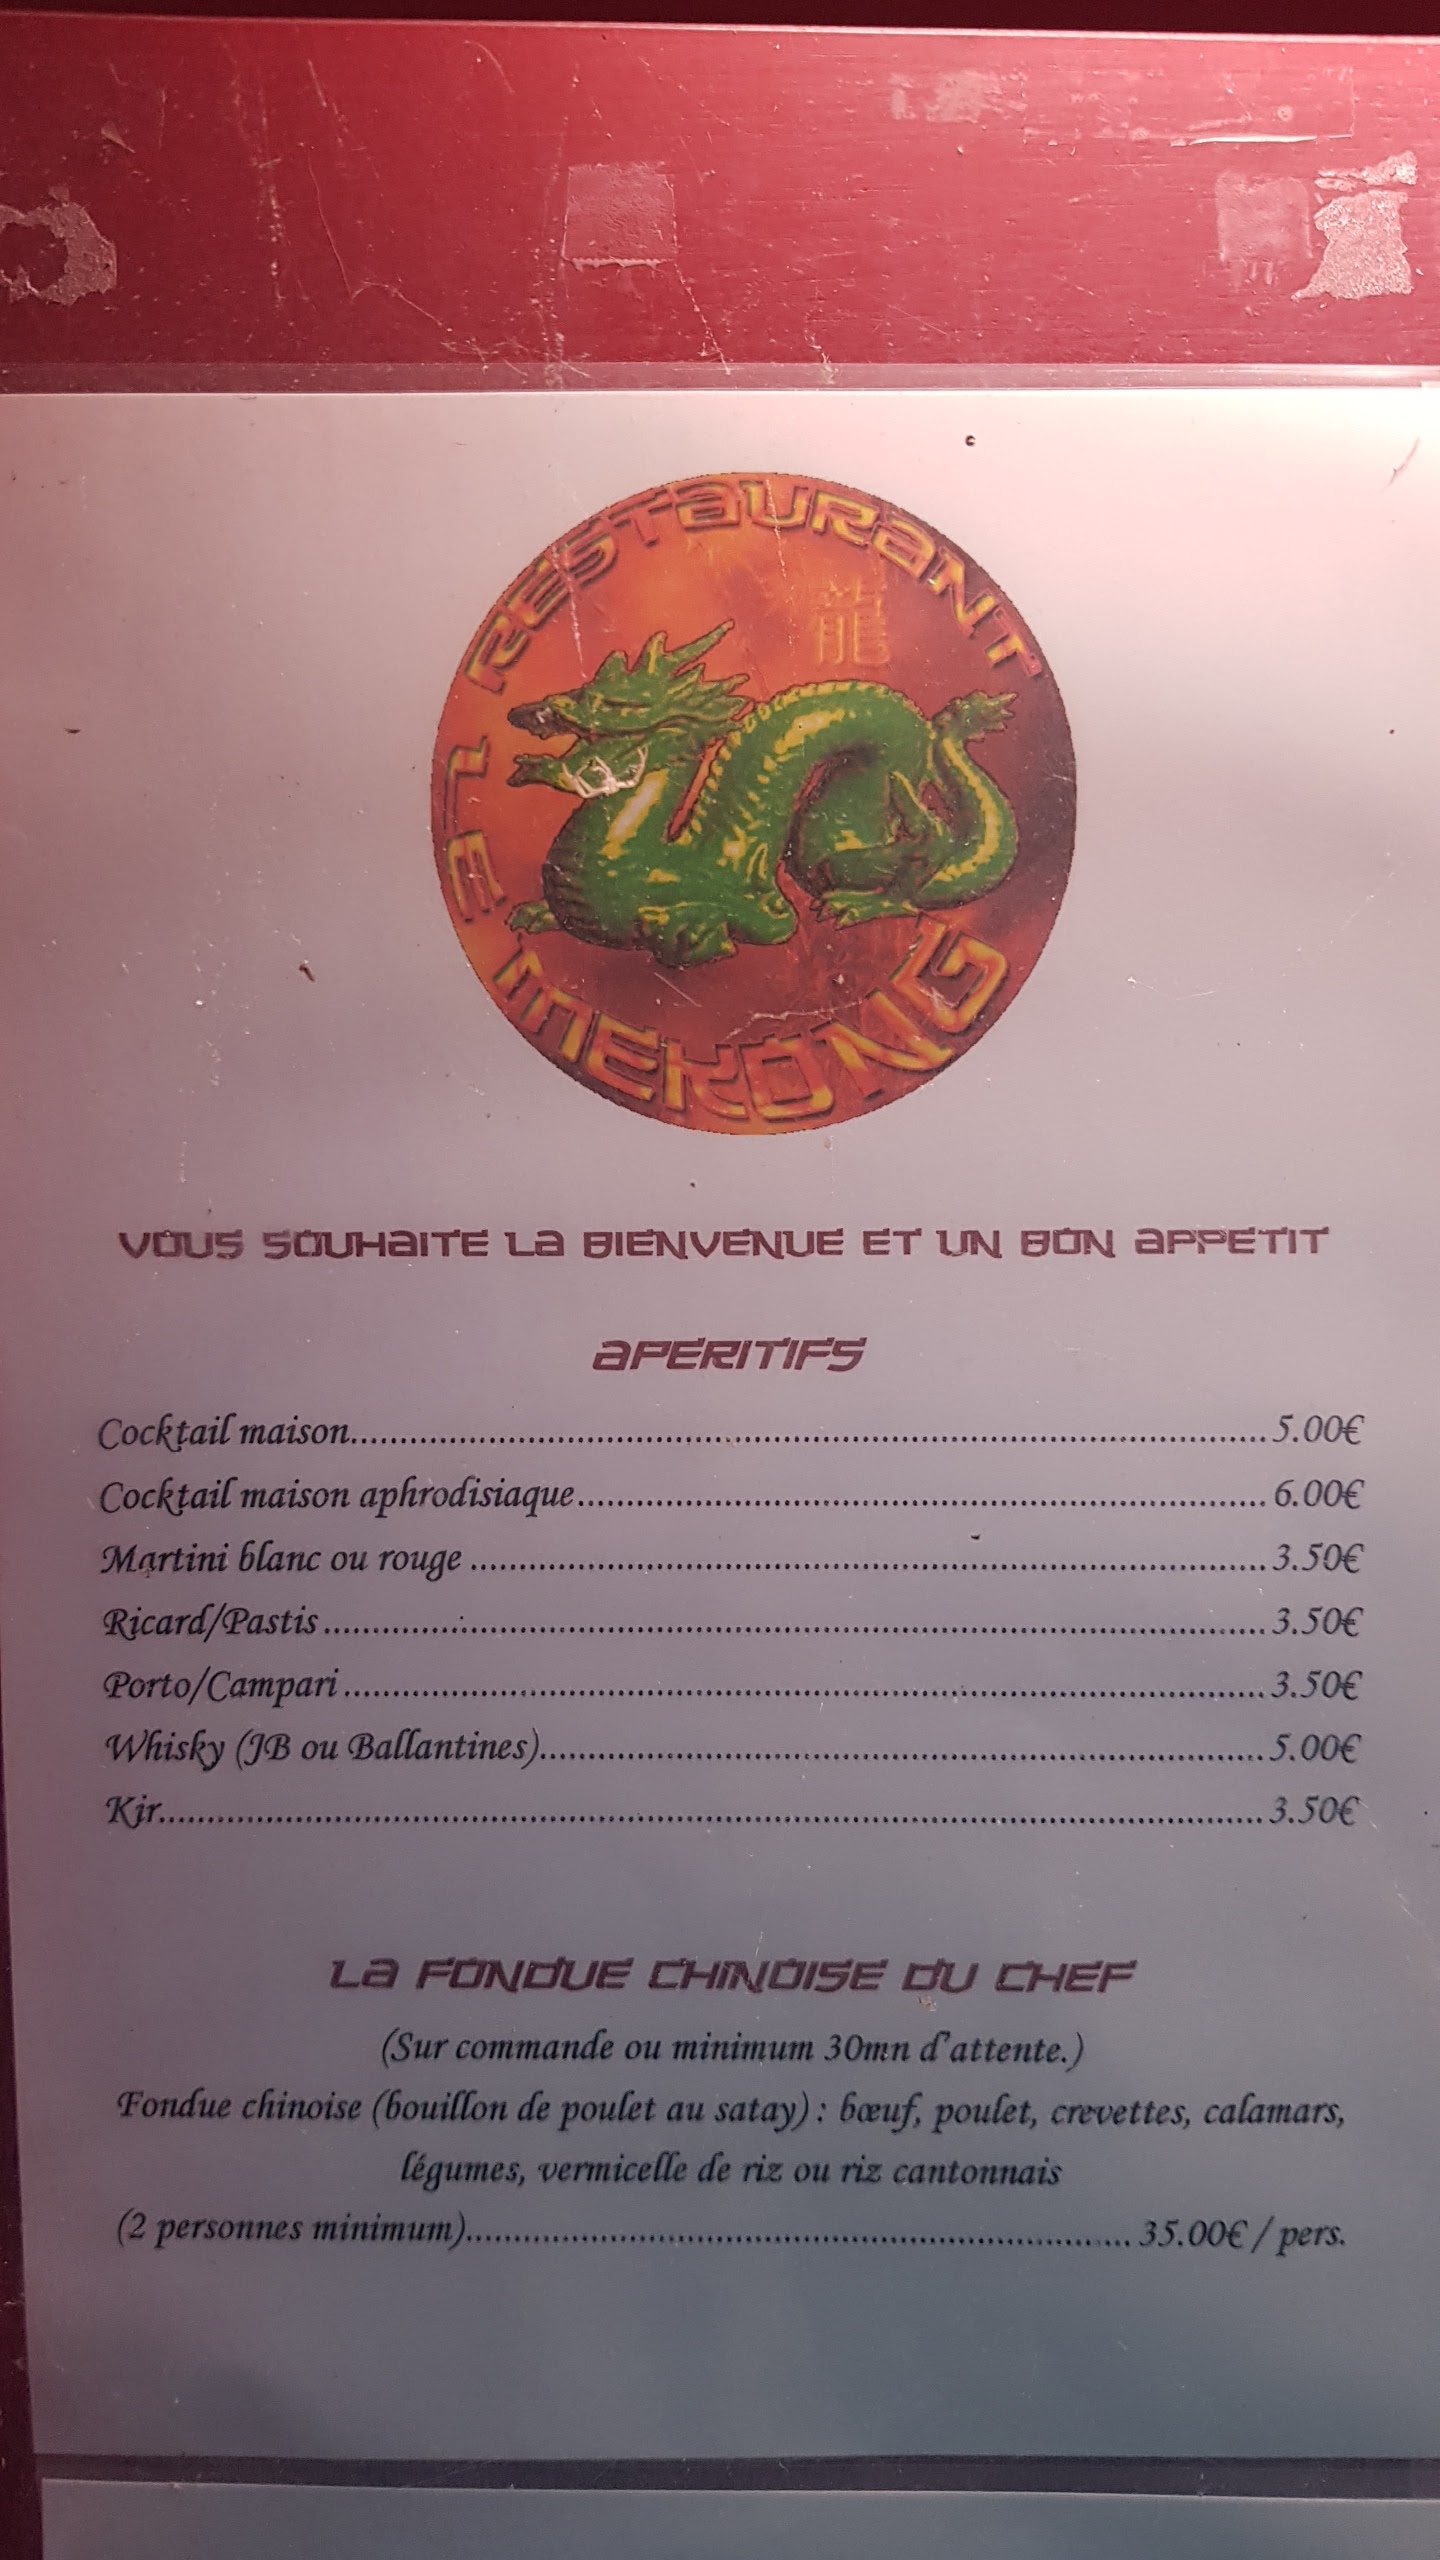 RESTAURANT
龍
LE MEKONG
VOUS SOUHAITE LA BIENVENUE ET UN BON APPETIT
APERITIFS
Cocktail maison 5.00€
Cocktail maison aphrodisiaque 6.00€
Martini blanc ou rouge 3.50€
Ricard/Pastis 3.50€
Porto/Campari 3.50€
Whisky (JB ou Ballantines) 5.00€
Kir 3.50€
LA FONDUE CHINOISE DU CHEF
(Sur commande ou minimum 30mn d'attente.)
Fondue chinoise (bouillon de poulet au satay) : bœuf, poulet, crevettes, calamars,
légumes, vermicelle de riz ou riz cantonnais
(2 personnes minimum) 35.00€ / pers.